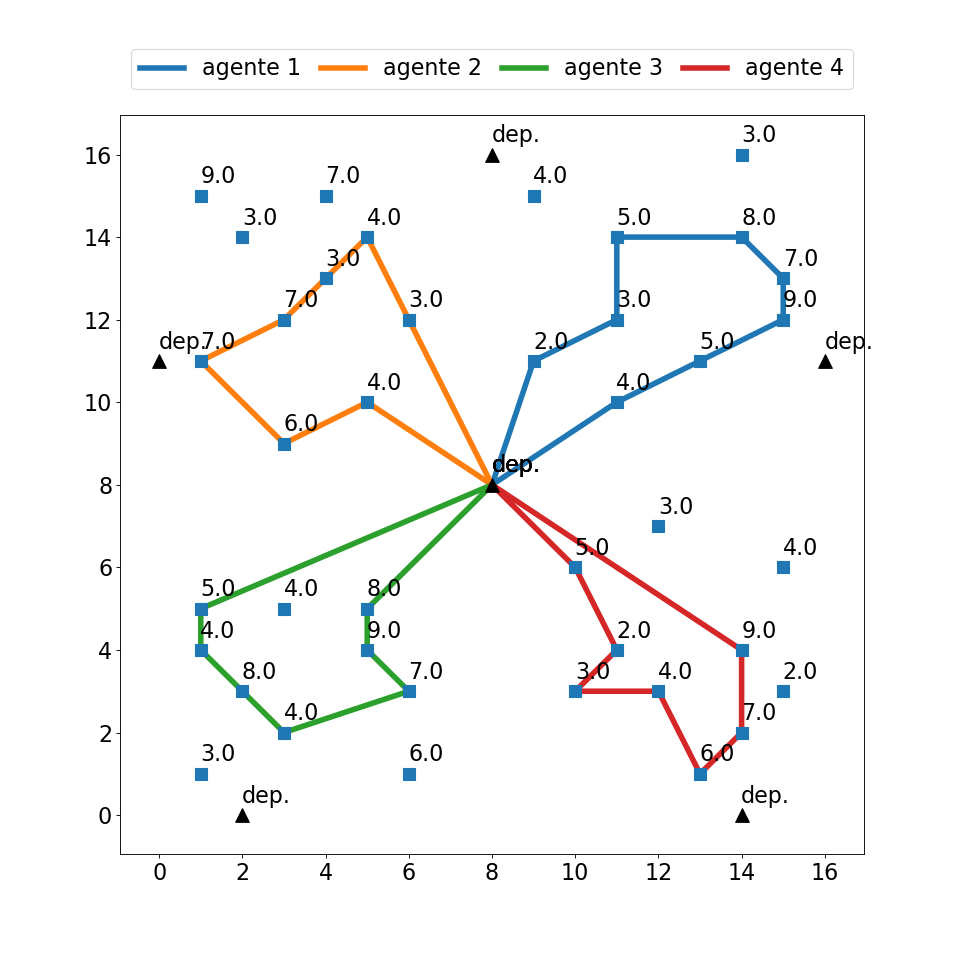 agente 1 agente 2 agente 3 agente 4
dep. 3.0
16
9.0 7.0 4.0
3.0 4.0 5.0 8.0
14
3.0 7.0
7.0 3.0 3.0 9.0
12
dep. 7.0 2.0 5.0 dep.
4.0 4.0
10
6.0
dep.
8
3.0
5.0 4.0
6
5.0 4.0 8.0
4.0 9.0 2.0 9.0
4
8.0 7.0 3.0 4.0 2.0
4.0 7.0
2
3.0 6.0 6.0
dep. dep.
0
0 2 4 6 8 10 12 14 16